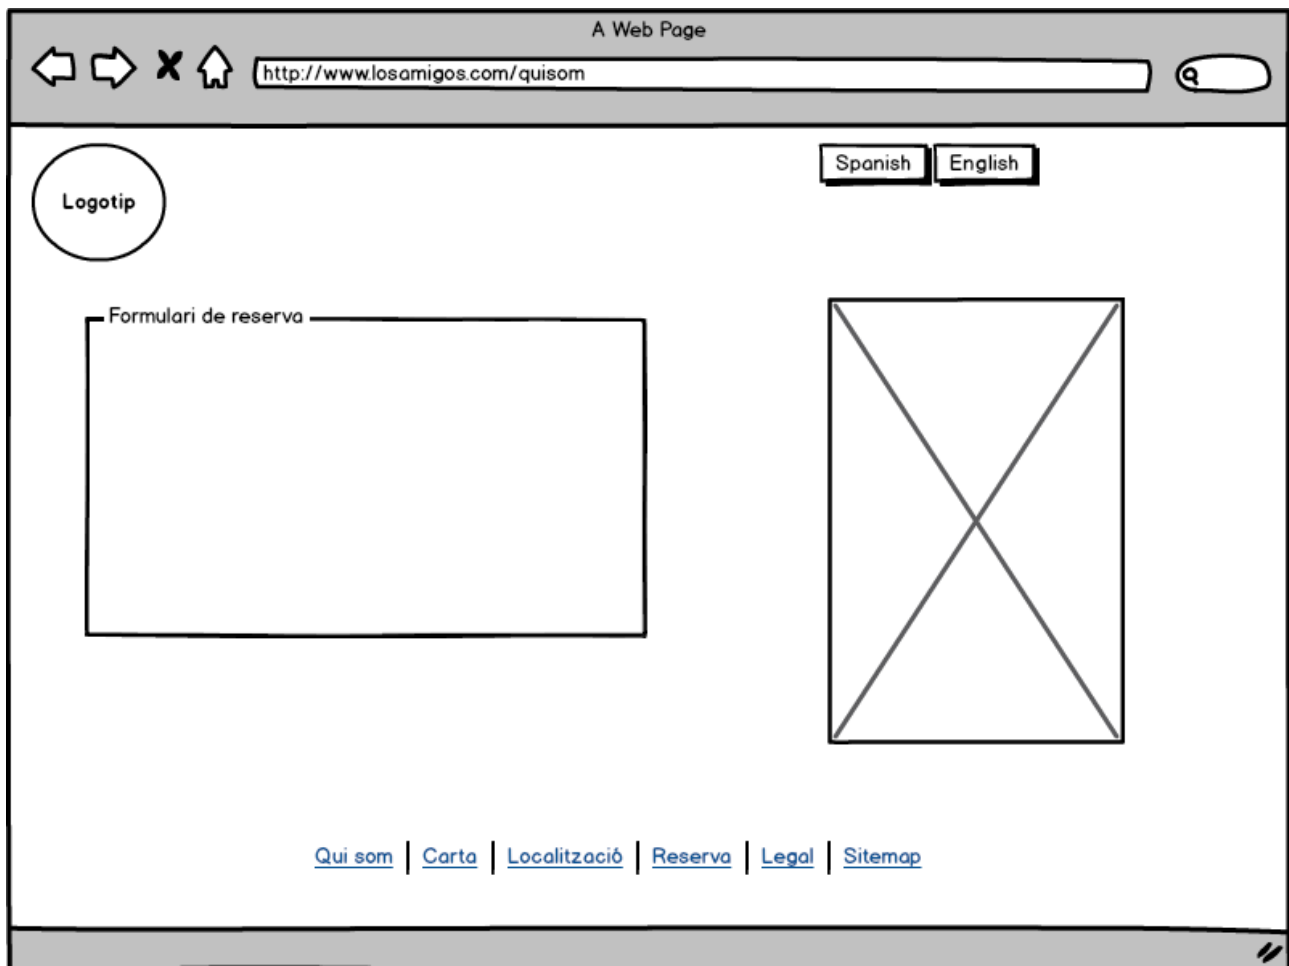 A Web Page
http://www.losamigos.com/quisom
Spanish English
Logotip
Formulari de reserva
Qui som | Carta | Localització | Reserva | Legal | Sitemap